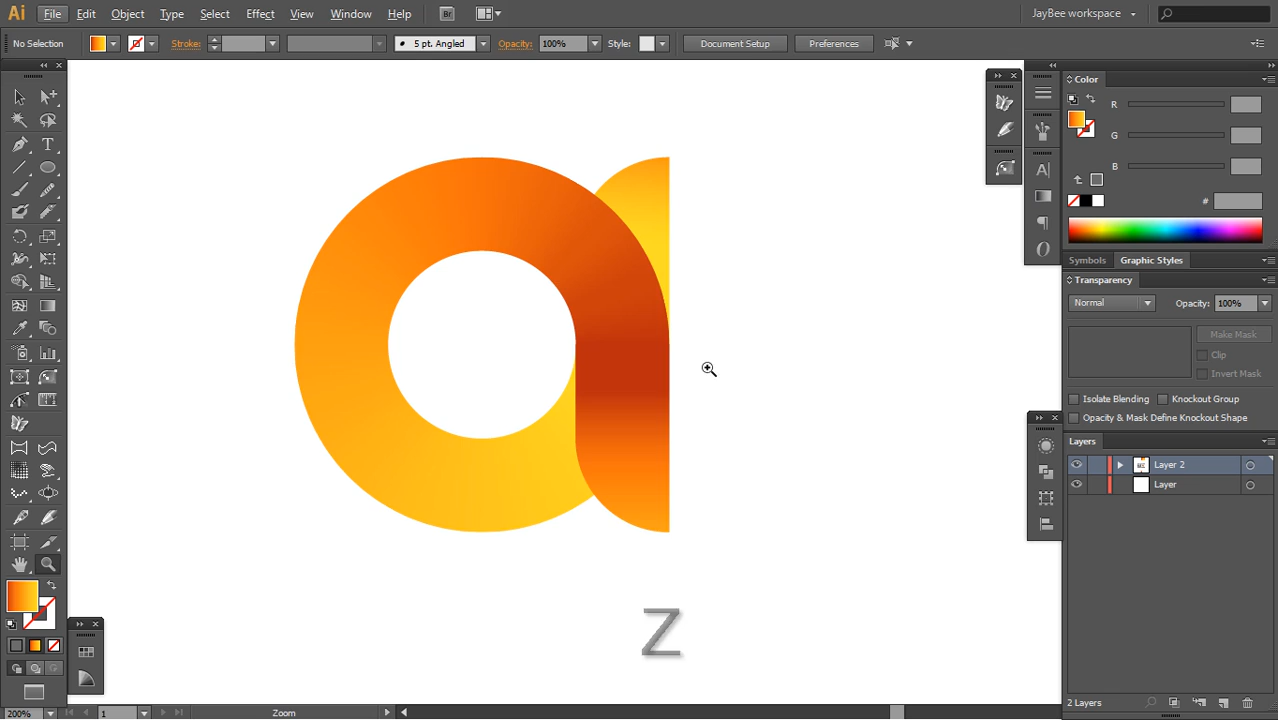 Ai File Edit Object Type Select Effect View Window Help Br JayBee workspace
No Selection Stroke: 5 pt. Angled Opacity: 100% Style: Document Setup Preferences
Color
R
G
B
#
Symbols Graphic Styles
Transparency
Normal Opacity: 100%
Make Mask
Clip
Invert Mask
Isolate Blending Knockout Group
Opacity & Mask Define Knockout Shape
Layers
Layer 2
Layer
a
Z
2 Layers
200% 1 Zoom